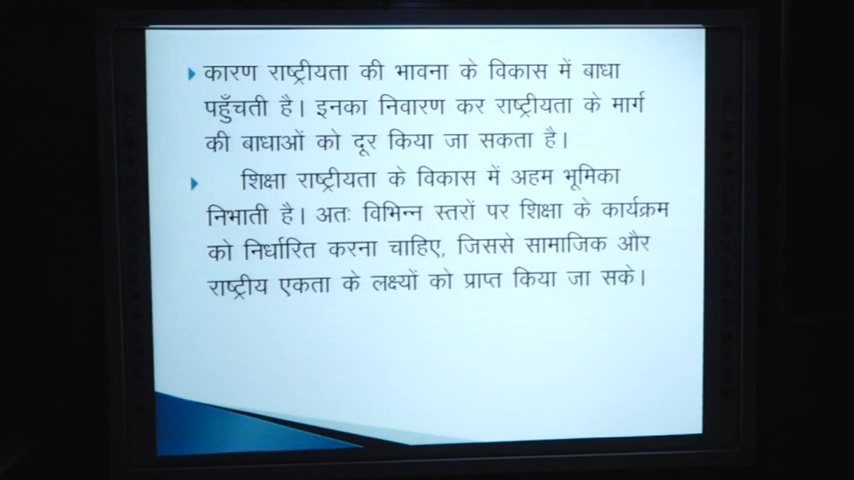 कारण राष्ट्रीयता की भावना के विकास में बाधा
पहुँचती है। इनका निवारण कर राष्ट्रीयता के मार्ग
की बाधाओं को दूर किया जा सकता है।
शिक्षा राष्ट्रीयता के विकास में अहम भूमिका
निभाती है। अतः विभिन्न स्तरों पर शिक्षा के कार्यक्रम
को निर्धारित करना चाहिए, जिससे सामाजिक और
राष्ट्रीय एकता के लक्ष्यों को प्राप्त किया जा सके।